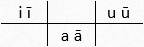 i ī u ū
a ā